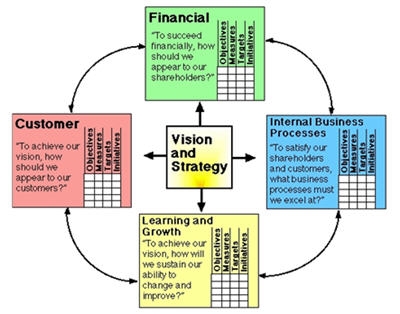 Financial
"To succeed
financially, how
should we
appear to our
shareholders?"
Objectives
Measures
Targets
Initiatives
Customer
"To achieve our
vision, how
should we
appear to our
customers?"
Objectives
Measures
Targets
Initiatives
Vision
and
Strategy
Internal Business
Processes
"To satisfy our
shareholders
and customers,
what business
processes must
we excel at?"
Objectives
Measures
Targets
Initiatives
Learning and
Growth
"To achieve our
vision, how will
we sustain our
ability to
change and
improve?"
Objectives
Measures
Targets
Initiatives